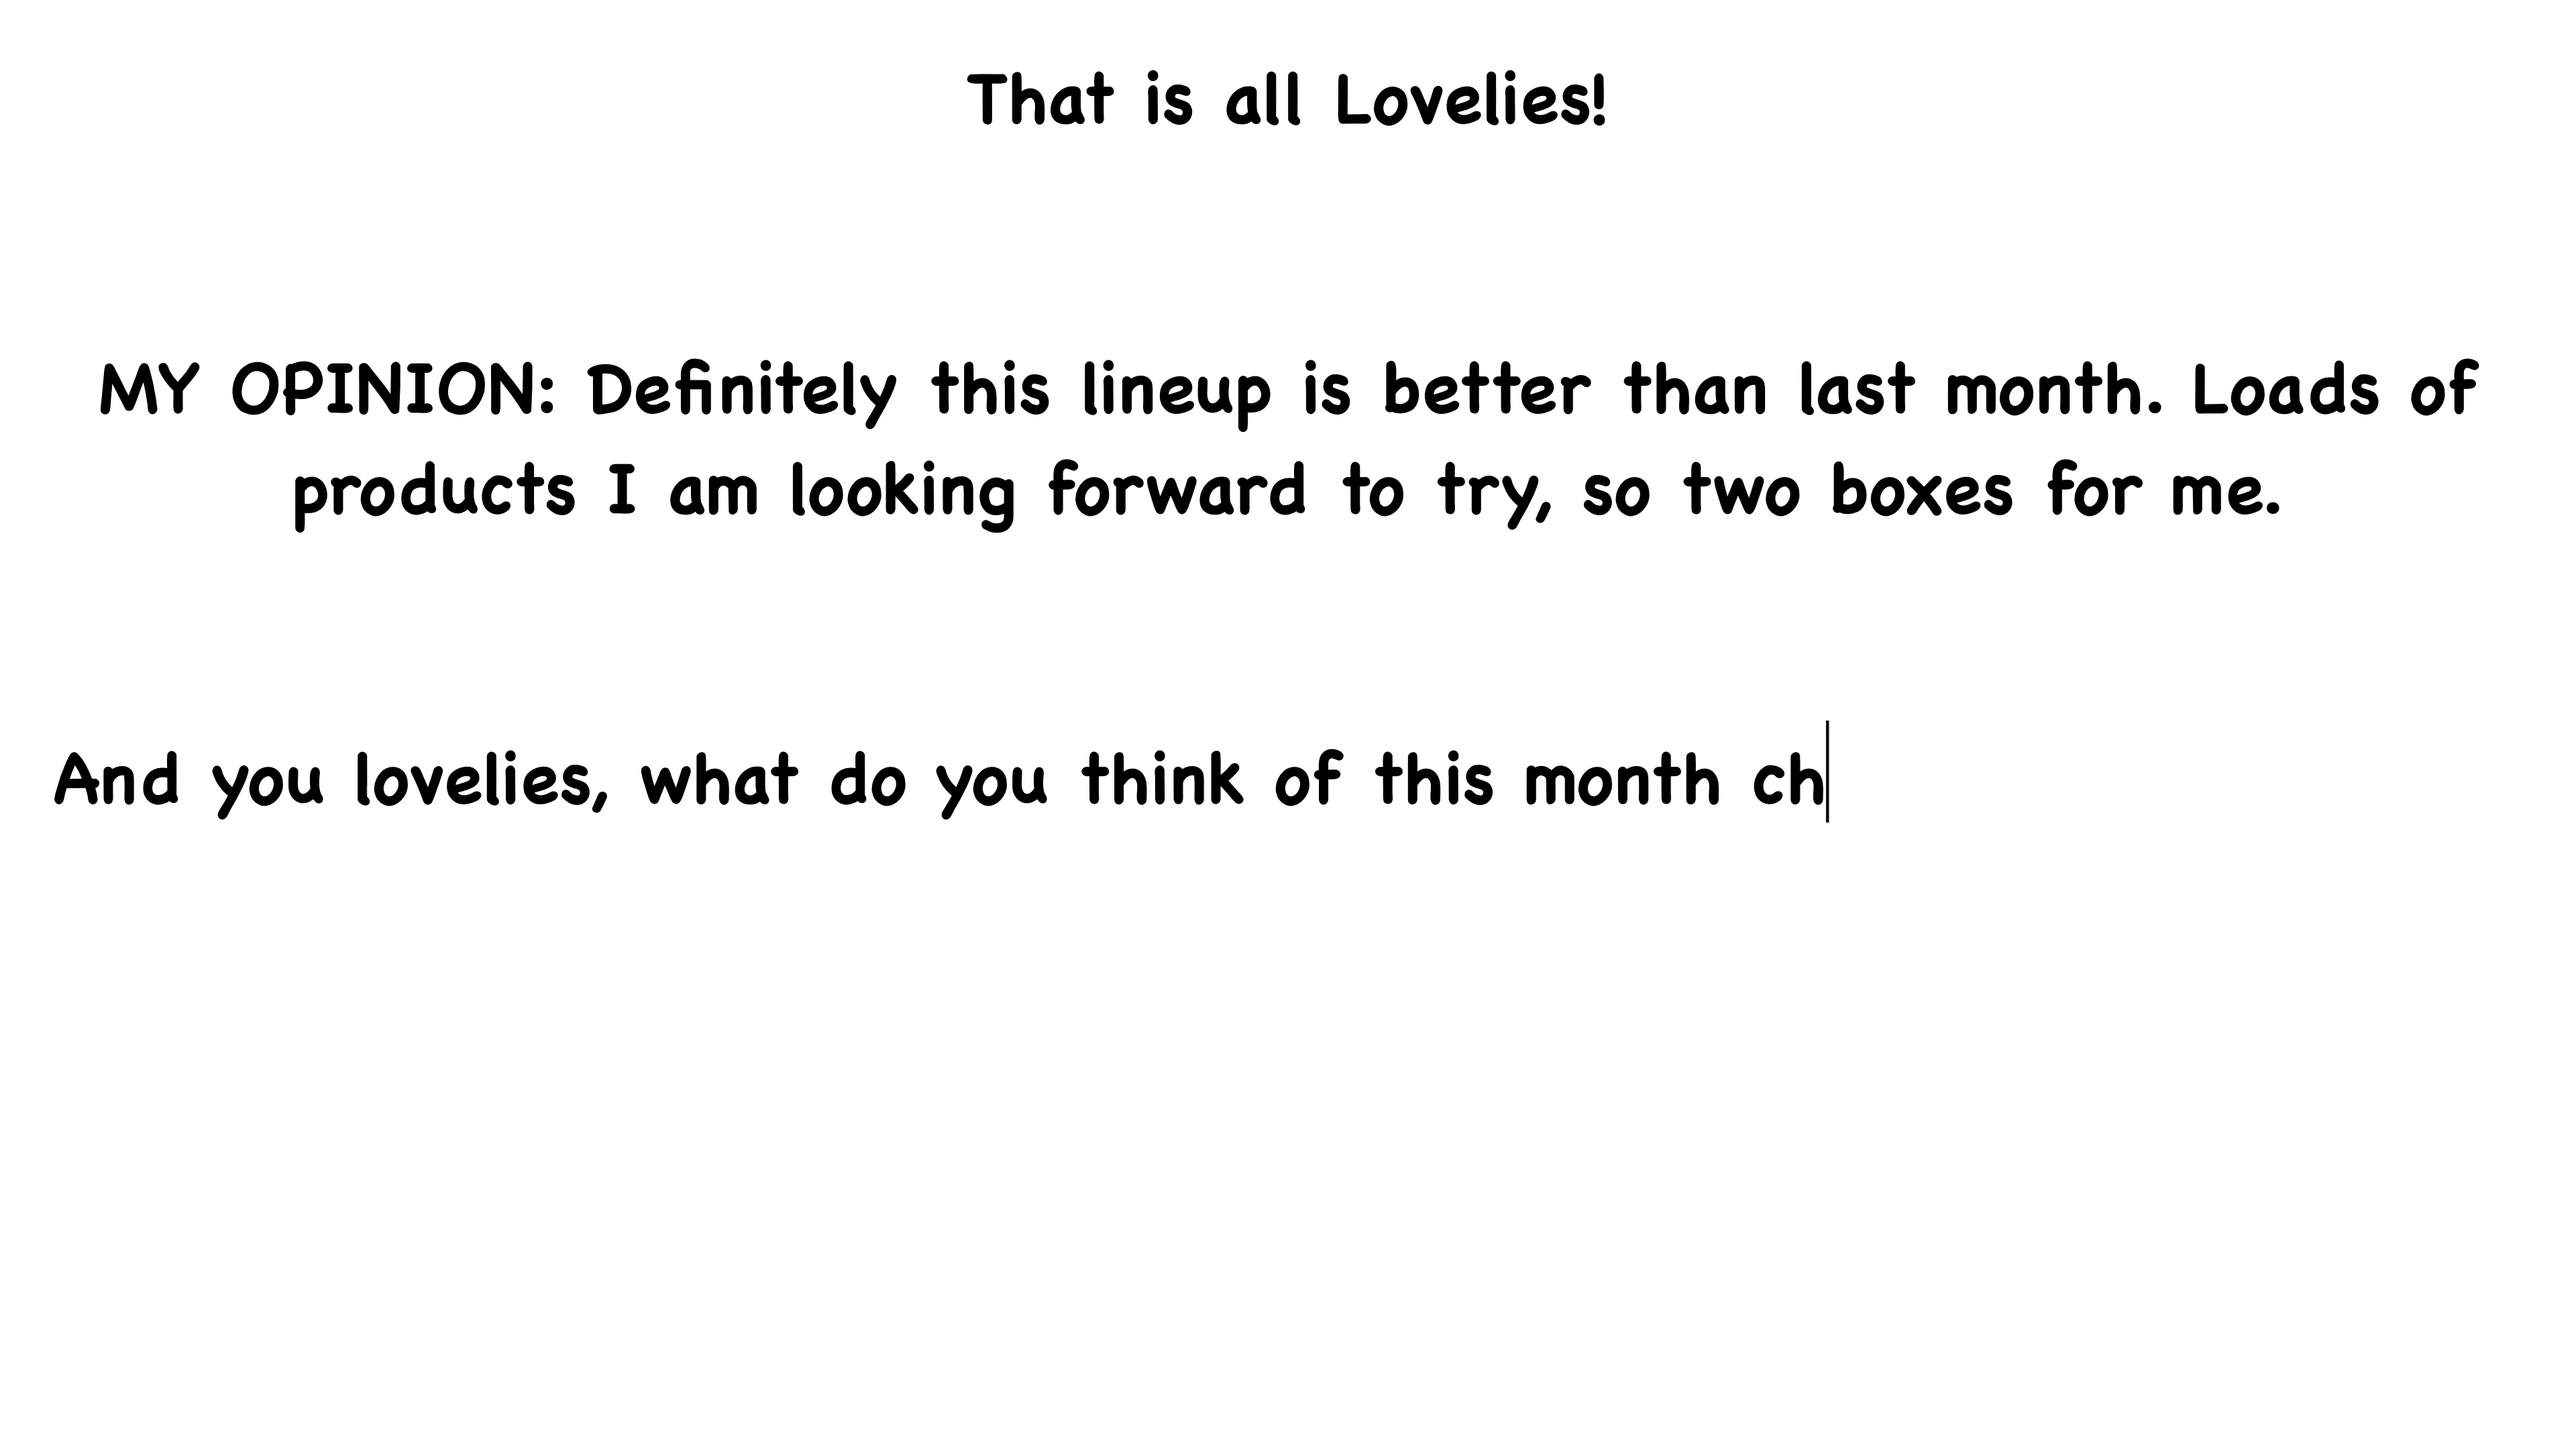 That is all Lovelies!
MY OPINION: Definitely this lineup is better than last month. Loads of
products I am looking forward to try, so two boxes for me.
And you lovelies, what do you think of this month ch